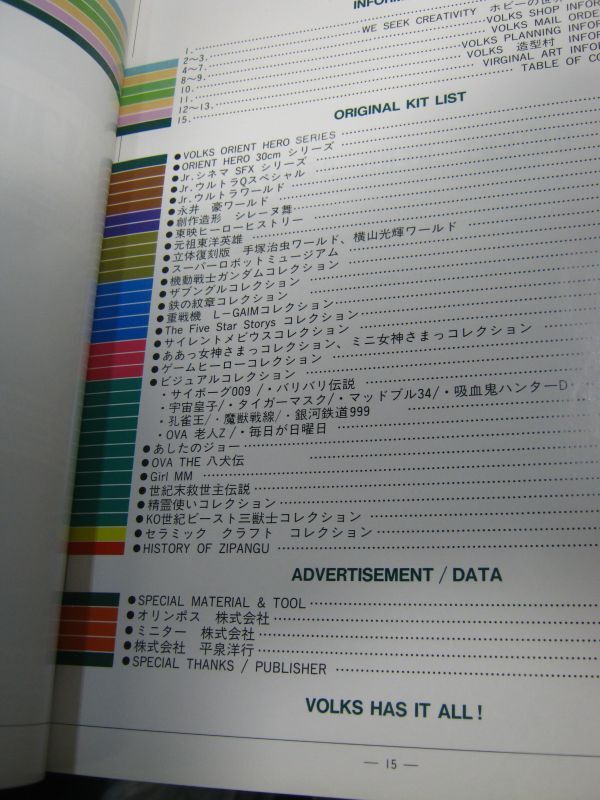 INFORM
1. WE SEEK CREATIVITY ホビーの世界
2〜3. VOLKS SHOP INFOR
4〜7. VOLKS MAIL ORDE
8〜9. VOLKS PLANNING INFOR
10. VOLKS 造型村 INFOR
11. VIRGINAL ART INFOR
12〜13. TABLE OF CO
15.
ORIGINAL KIT LIST
●VOLKS ORIENT HERO SERIES
●ORIENT HERO 30cm シリーズ
●Jr.シネマ SFX シリーズ
●Jr.ウルトラQスペシャル
●Jr.ウルトラワールド
●永井 豪ワールド
●創作造形 シレーヌ舞
●東映ヒーローヒストリー
●元祖東洋英雄
●立体復刻版 手塚治虫ワールド、横山光輝ワールド
●スーパーロボットミュージアム
●機動戦士ガンダムコレクション
●ザブングルコレクション
●鉄の紋章コレクション
●重戦機 L-GAIMコレクション
●The Five Star Storys コレクション
●サイレントメビウスコレクション
●ああっ女神さまっコレクション、ミニ女神さまっコレクション
●ゲームヒーローコレクション
●ビジュアルコレクション
・サイボーグ009 /・バリバリ伝説
・宇宙皇子/・タイガーマスク/・マッドブル34/・吸血鬼ハンターD
・孔雀王/・魔獣戦線/・銀河鉄道999
・OVA 老人Z/・毎日が日曜日
●あしたのジョー
●OVA THE 八犬伝
●Girl MM
●世紀末救世主伝説
●精霊使いコレクション
●KO世紀ビースト三獣士コレクション
●セラミック クラフト コレクション
●HISTORY OF ZIPANGU
ADVERTISEMENT / DATA
●SPECIAL MATERIAL & TOOL
●オリンポス 株式会社
●ミニター 株式会社
●株式会社 平泉洋行
●SPECIAL THANKS / PUBLISHER
VOLKS HAS IT ALL!
— 15 —